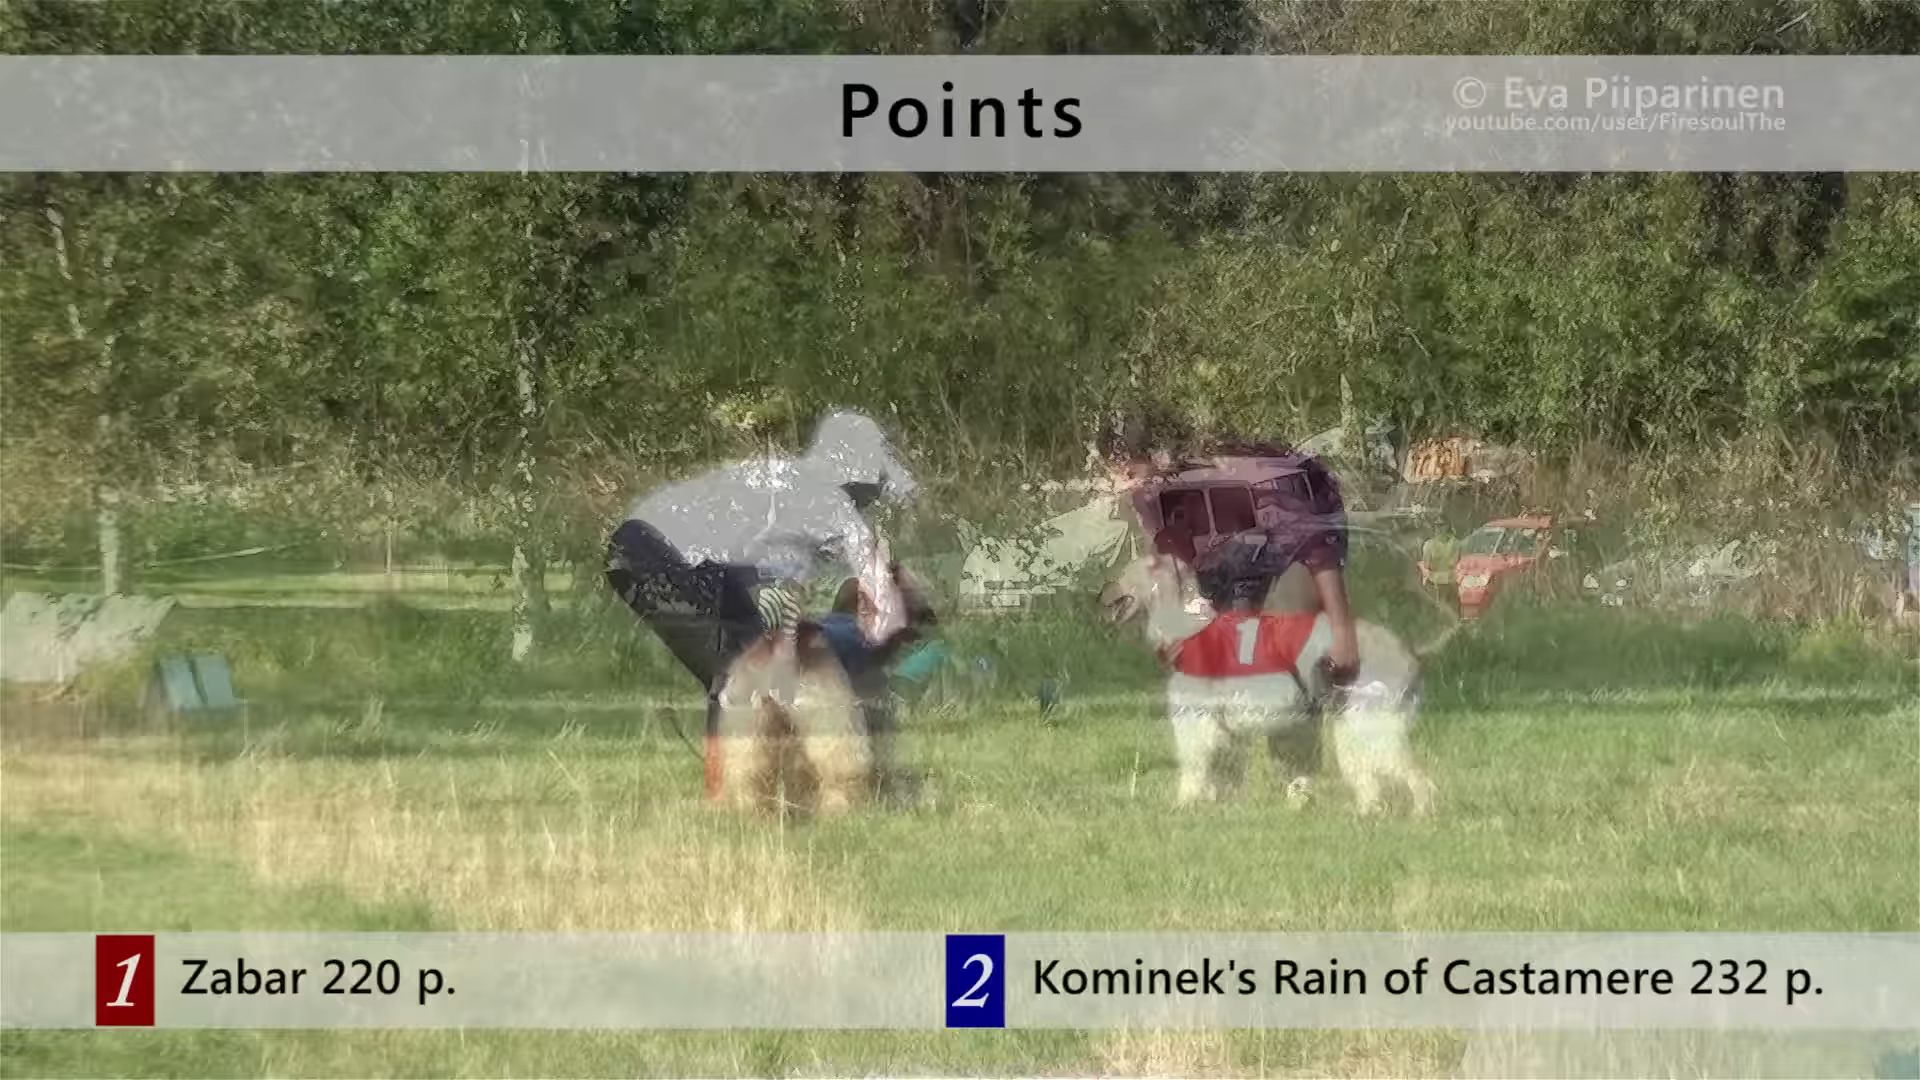 Points
© Eva Piiparinen
youtube.com/user/FiresoulThe
1
1 Zabar 220 p.
2 Kominek's Rain of Castamere 232 p.